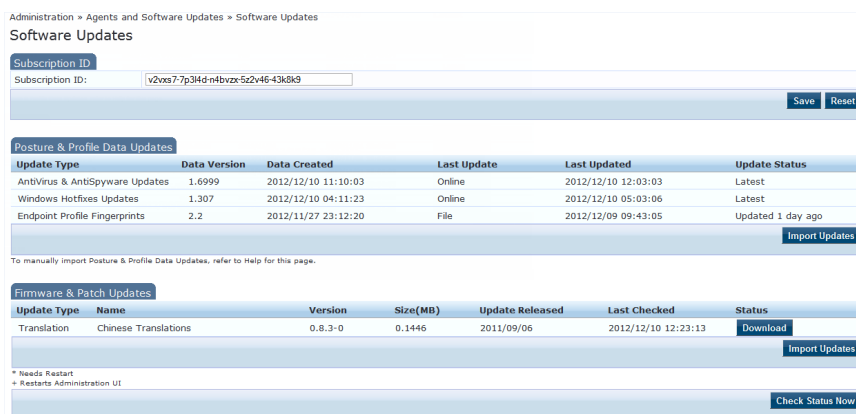 Administration » Agents and Software Updates » Software Updates
Software Updates
Subscription ID
Subscription ID: v2vxs7-7p3l4d-n4bvzx-5z2v46-43k8k9
Save Reset
Posture & Profile Data Updates
Update Type Data Version Data Created Last Update Last Updated Update Status
AntiVirus & AntiSpyware Updates 1.6999 2012/12/10 11:10:03 Online 2012/12/10 12:03:03 Latest
Windows Hotfixes Updates 1.307 2012/12/10 04:11:23 Online 2012/12/10 05:03:06 Latest
Endpoint Profile Fingerprints 2.2 2012/11/27 23:12:20 File 2012/12/09 09:43:05 Updated 1 day ago
Import Updates
To manually import Posture & Profile Data Updates, refer to Help for this page.
Firmware & Patch Updates
Update Type Name Version Size(MB) Update Released Last Checked Status
Translation Chinese Translations 0.8.3-0 0.1446 2011/09/06 2012/12/10 12:23:13 Download
Import Updates
* Needs Restart
+ Restarts Administration UI
Check Status Now